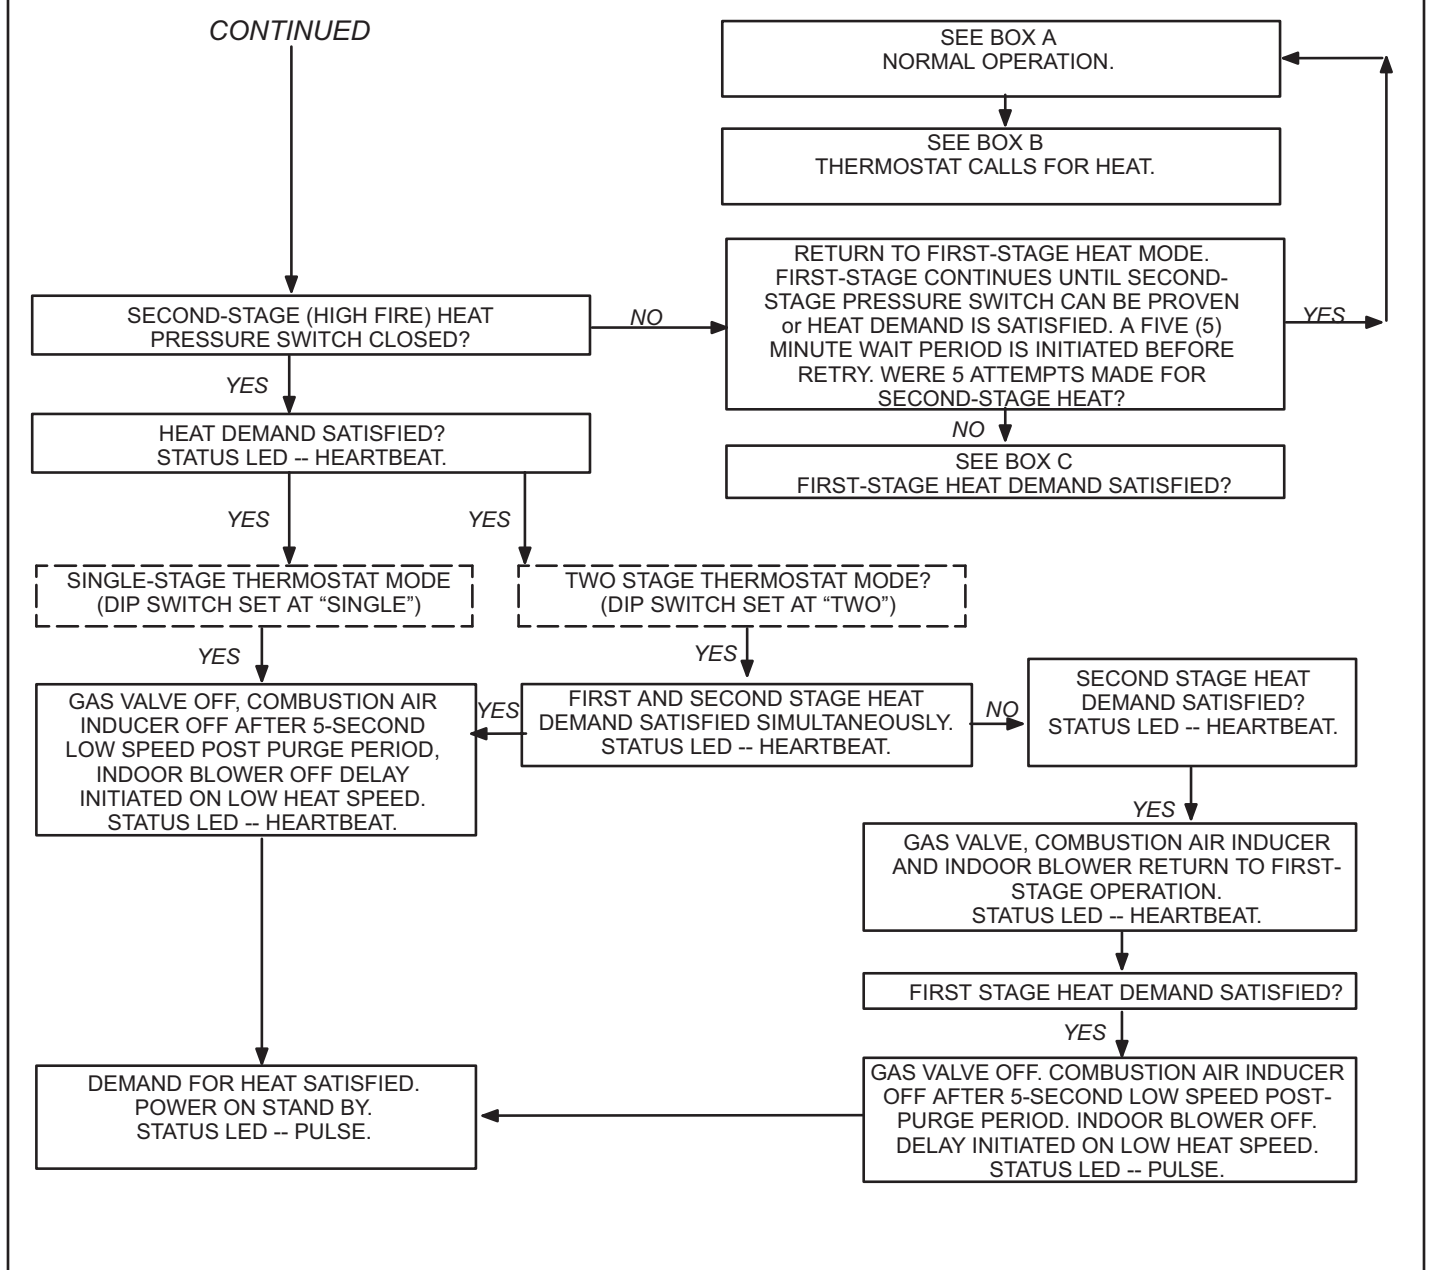 CONTINUED
SEE BOX A
NORMAL OPERATION.
SEE BOX B
THERMOSTAT CALLS FOR HEAT.
SECOND-STAGE (HIGH FIRE) HEAT
PRESSURE SWITCH CLOSED?
NO
RETURN TO FIRST-STAGE HEAT MODE.
FIRST-STAGE CONTINUES UNTIL SECOND-
STAGE PRESSURE SWITCH CAN BE PROVEN
or HEAT DEMAND IS SATISFIED. A FIVE (5)
MINUTE WAIT PERIOD IS INITIATED BEFORE
RETRY. WERE 5 ATTEMPTS MADE FOR
SECOND-STAGE HEAT?
YES
YES
NO
HEAT DEMAND SATISFIED?
STATUS LED -- HEARTBEAT.
SEE BOX C
FIRST-STAGE HEAT DEMAND SATISFIED?
YES
YES
SINGLE-STAGE THERMOSTAT MODE
(DIP SWITCH SET AT “SINGLE”)
TWO STAGE THERMOSTAT MODE?
(DIP SWITCH SET AT “TWO”)
YES
YES
GAS VALVE OFF, COMBUSTION AIR
INDUCER OFF AFTER 5-SECOND
LOW SPEED POST PURGE PERIOD,
INDOOR BLOWER OFF DELAY
INITIATED ON LOW HEAT SPEED.
STATUS LED -- HEARTBEAT.
YES
FIRST AND SECOND STAGE HEAT
DEMAND SATISFIED SIMULTANEOUSLY.
STATUS LED -- HEARTBEAT.
NO
SECOND STAGE HEAT
DEMAND SATISFIED?
STATUS LED -- HEARTBEAT.
YES
GAS VALVE, COMBUSTION AIR INDUCER
AND INDOOR BLOWER RETURN TO FIRST-
STAGE OPERATION.
STATUS LED -- HEARTBEAT.
FIRST STAGE HEAT DEMAND SATISFIED?
YES
DEMAND FOR HEAT SATISFIED.
POWER ON STAND BY.
STATUS LED -- PULSE.
GAS VALVE OFF. COMBUSTION AIR INDUCER
OFF AFTER 5-SECOND LOW SPEED POST-
PURGE PERIOD. INDOOR BLOWER OFF.
DELAY INITIATED ON LOW HEAT SPEED.
STATUS LED -- PULSE.